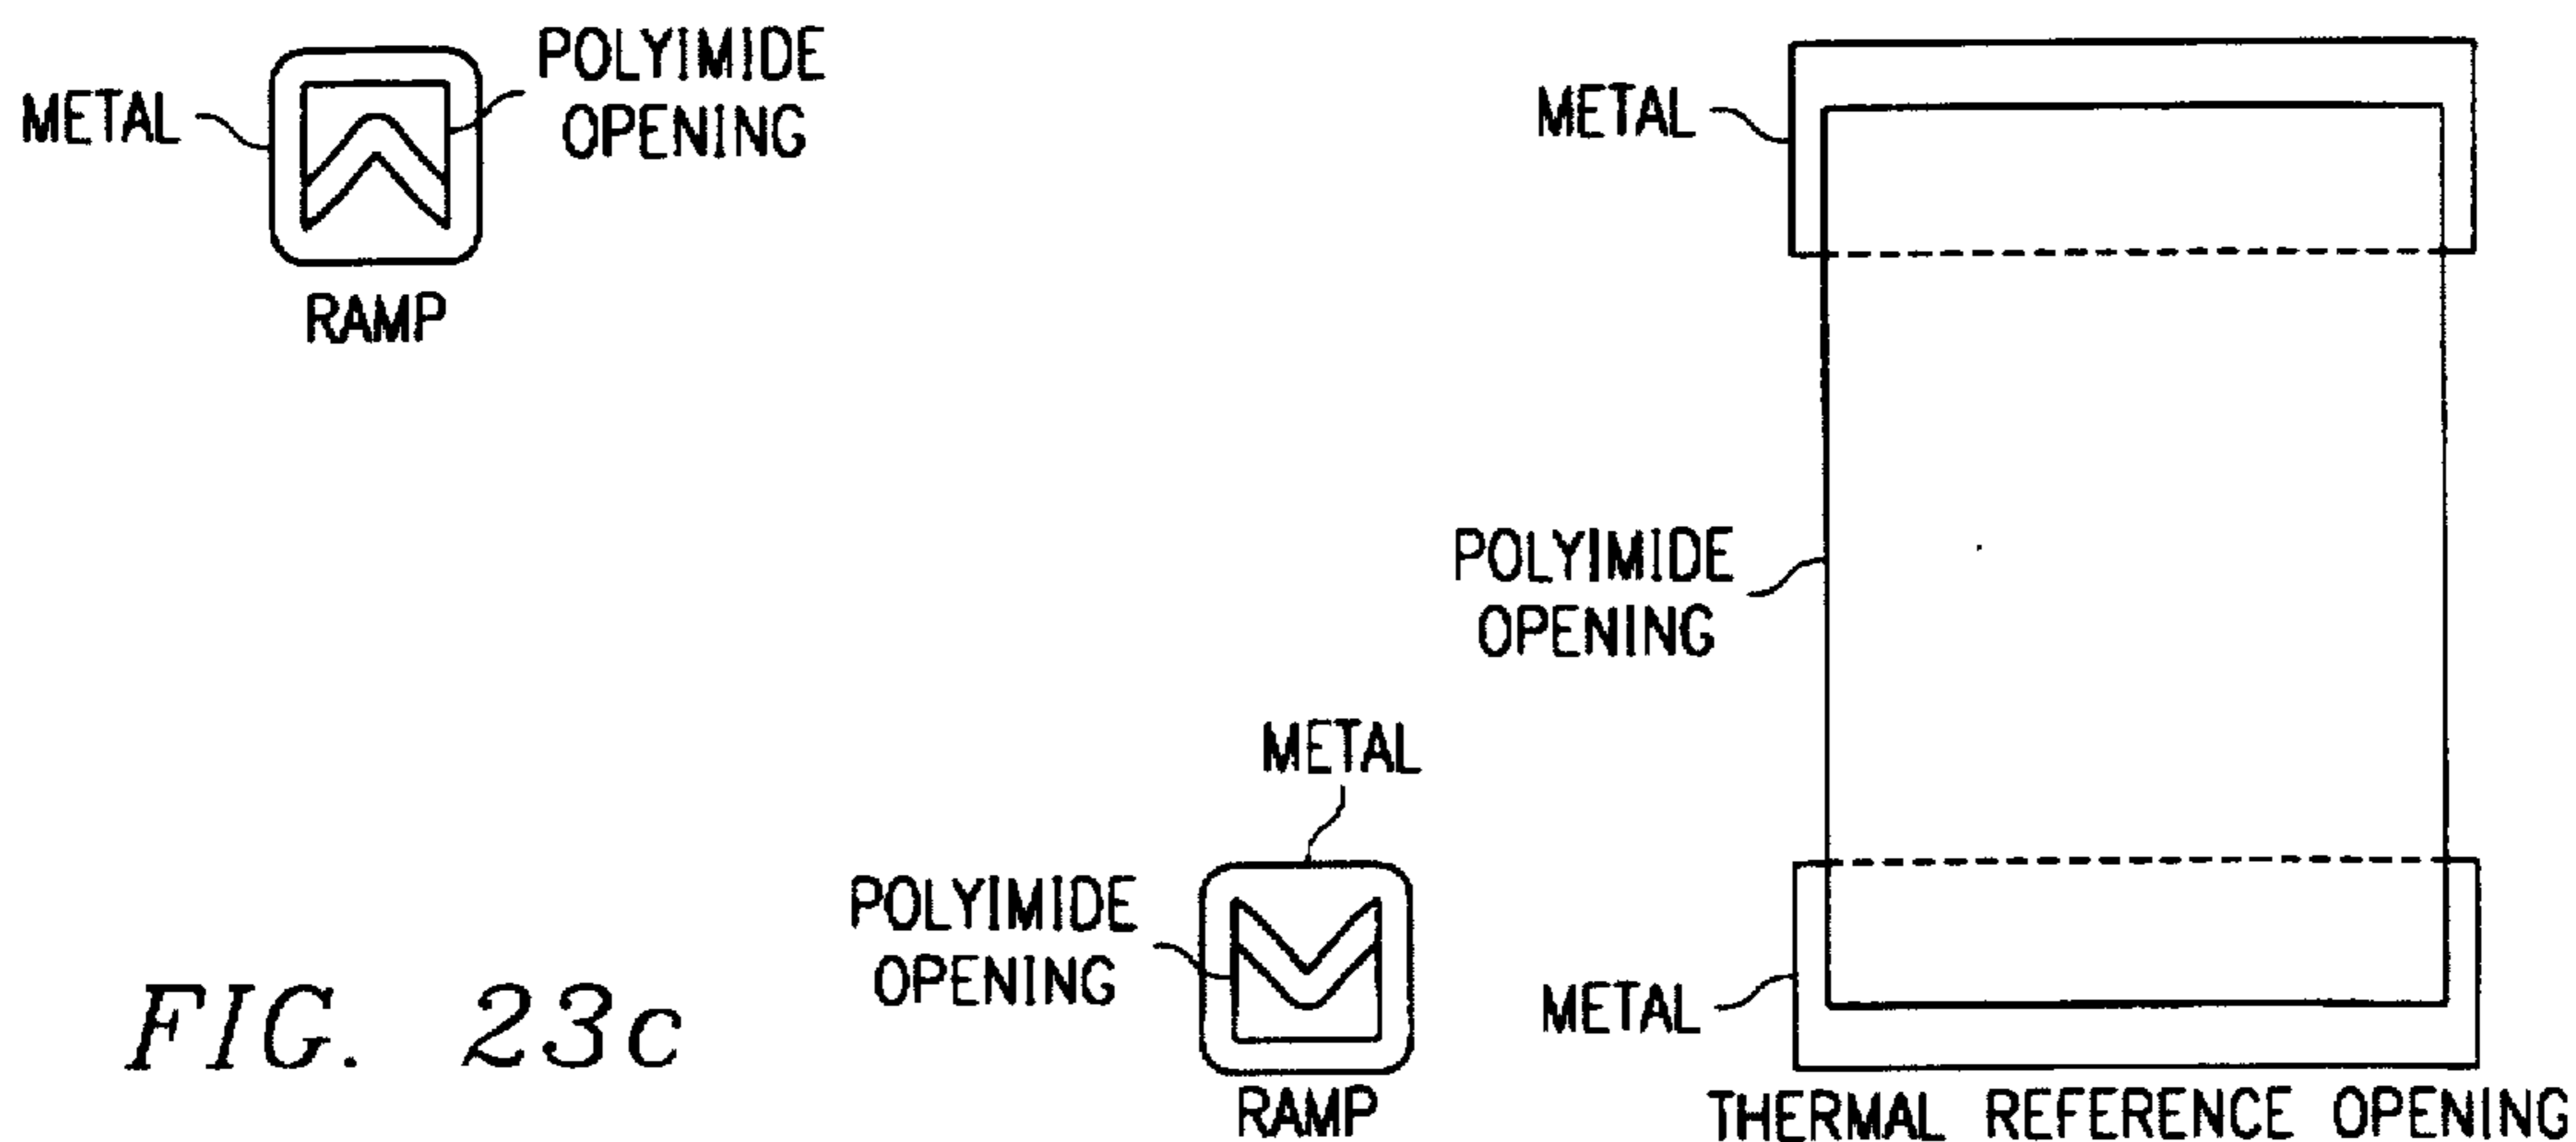 METAL
POLYIMIDE
OPENING
RAMP
METAL
POLYIMIDE
OPENING
METAL
POLYIMIDE
OPENING
RAMP
METAL
THERMAL REFERENCE OPENING
FIG. 23c